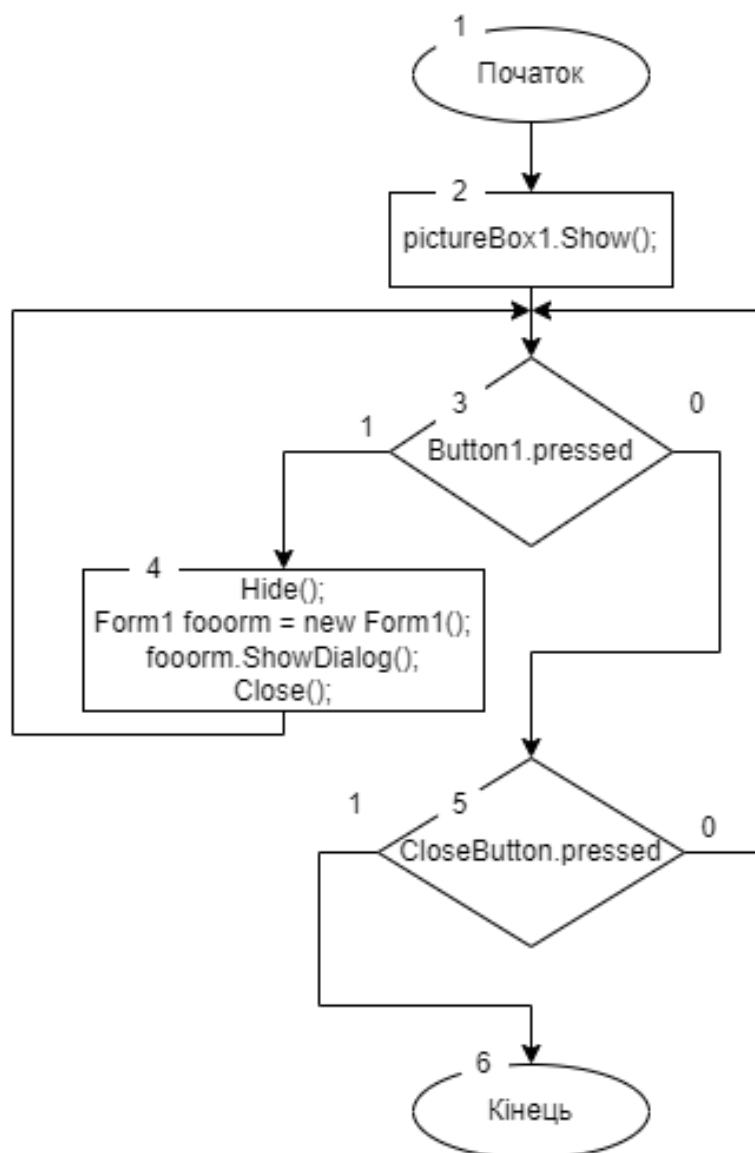 1
Початок
2
pictureBox1.Show();
3
1
0
Button1.pressed
4
Hide();
Form1 fooorm = new Form1();
fooorm.ShowDialog();
Close();
1
5
0
CloseButton.pressed
6
Кінець